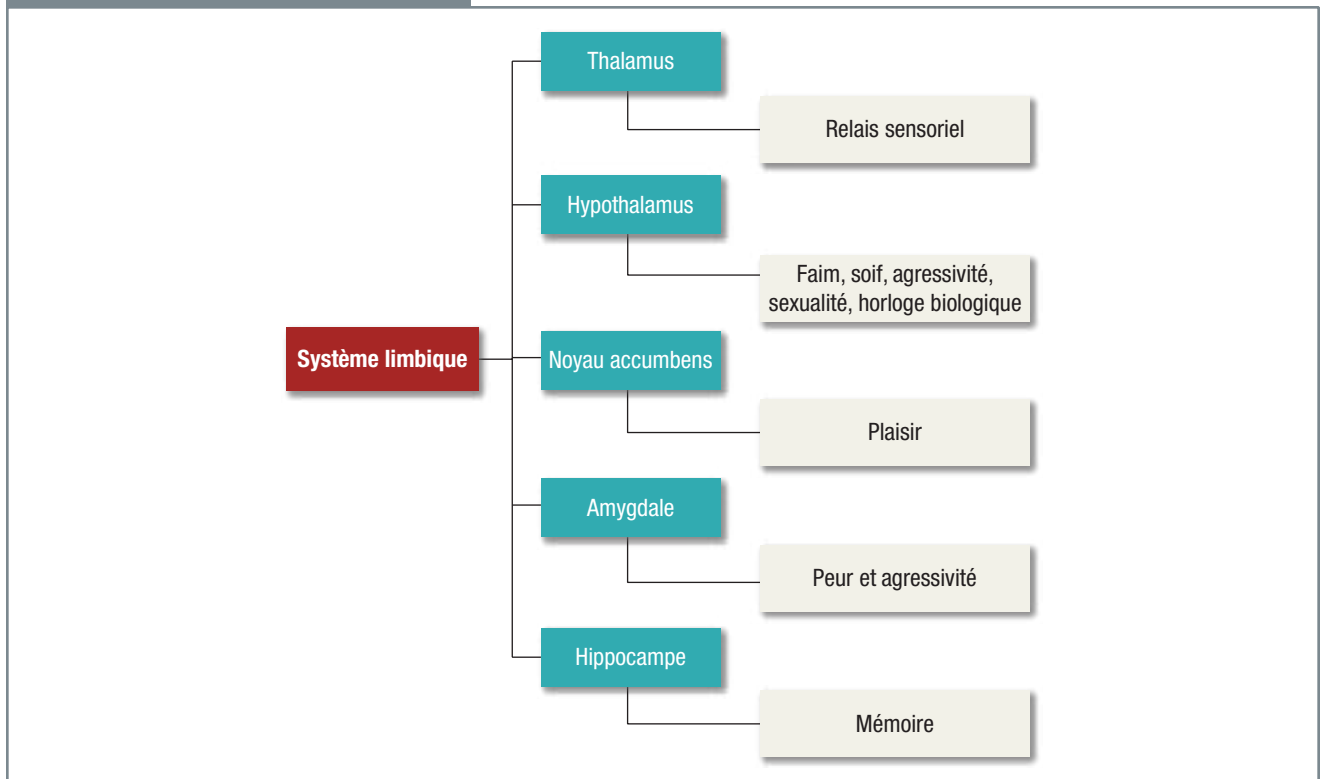 Thalamus
Relais sensoriel
Hypothalamus
Faim, soif, agressivité,
sexualité, horloge biologique
Système limbique
Noyau accumbens
Plaisir
Amygdale
Peur et agressivité
Hippocampe
Mémoire